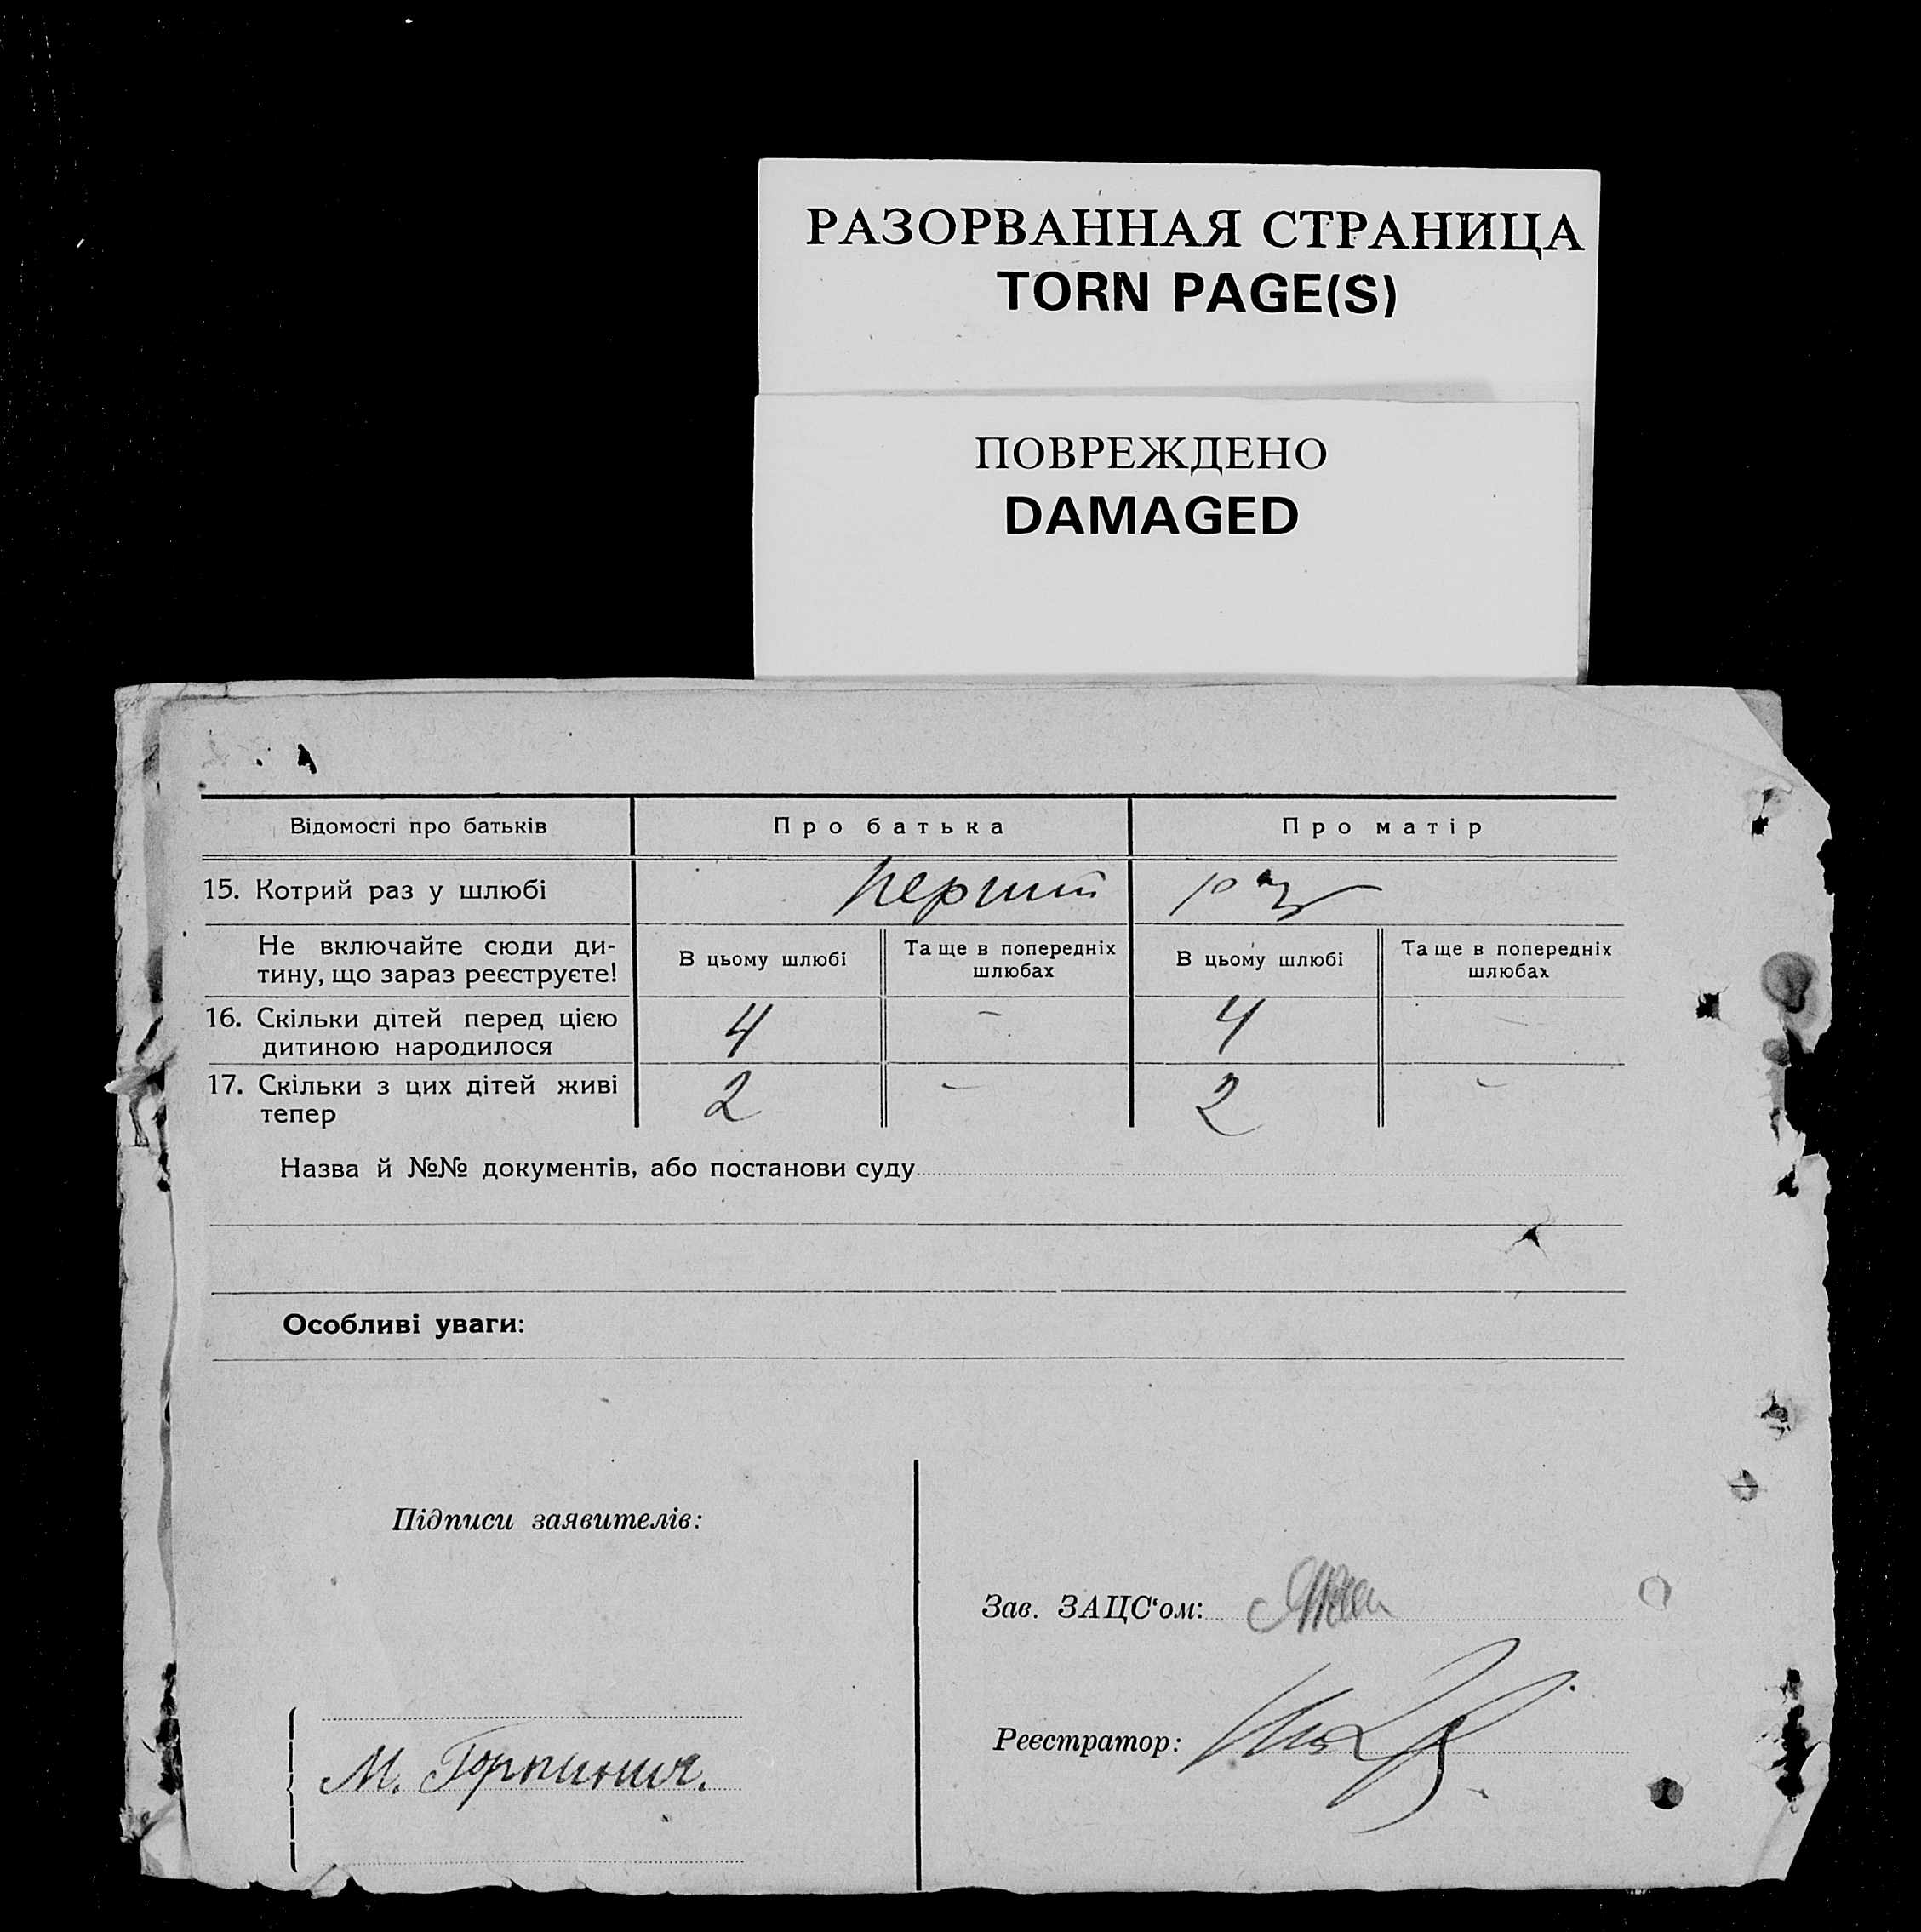 РАЗОРВАННАЯ СТРАНИЦА
TORN PAGE(S)
ПОВРЕЖДЕНО
DAMAGED
Відомості про батьків
Про батька
Про матір
15. Котрий раз у шлюбі
перший раз
Не включайте сюди ди-
тину, що зараз реєструєте!
В цьому шлюбі
Та ще в попередніх
шлюбах
В цьому шлюбі
Та ще в попередніх
шлюбах
16. Скільки дітей перед цією
дитиною народилося
4
–
4
–
17. Скільки з цих дітей живі
тепер
2
–
2
–
Назва й №№ документів, або постанови суду
Особливі уваги:
Підписи заявителів:
М. Горпинич.
Зав. ЗАЦС‘ом:
Реєстратор: